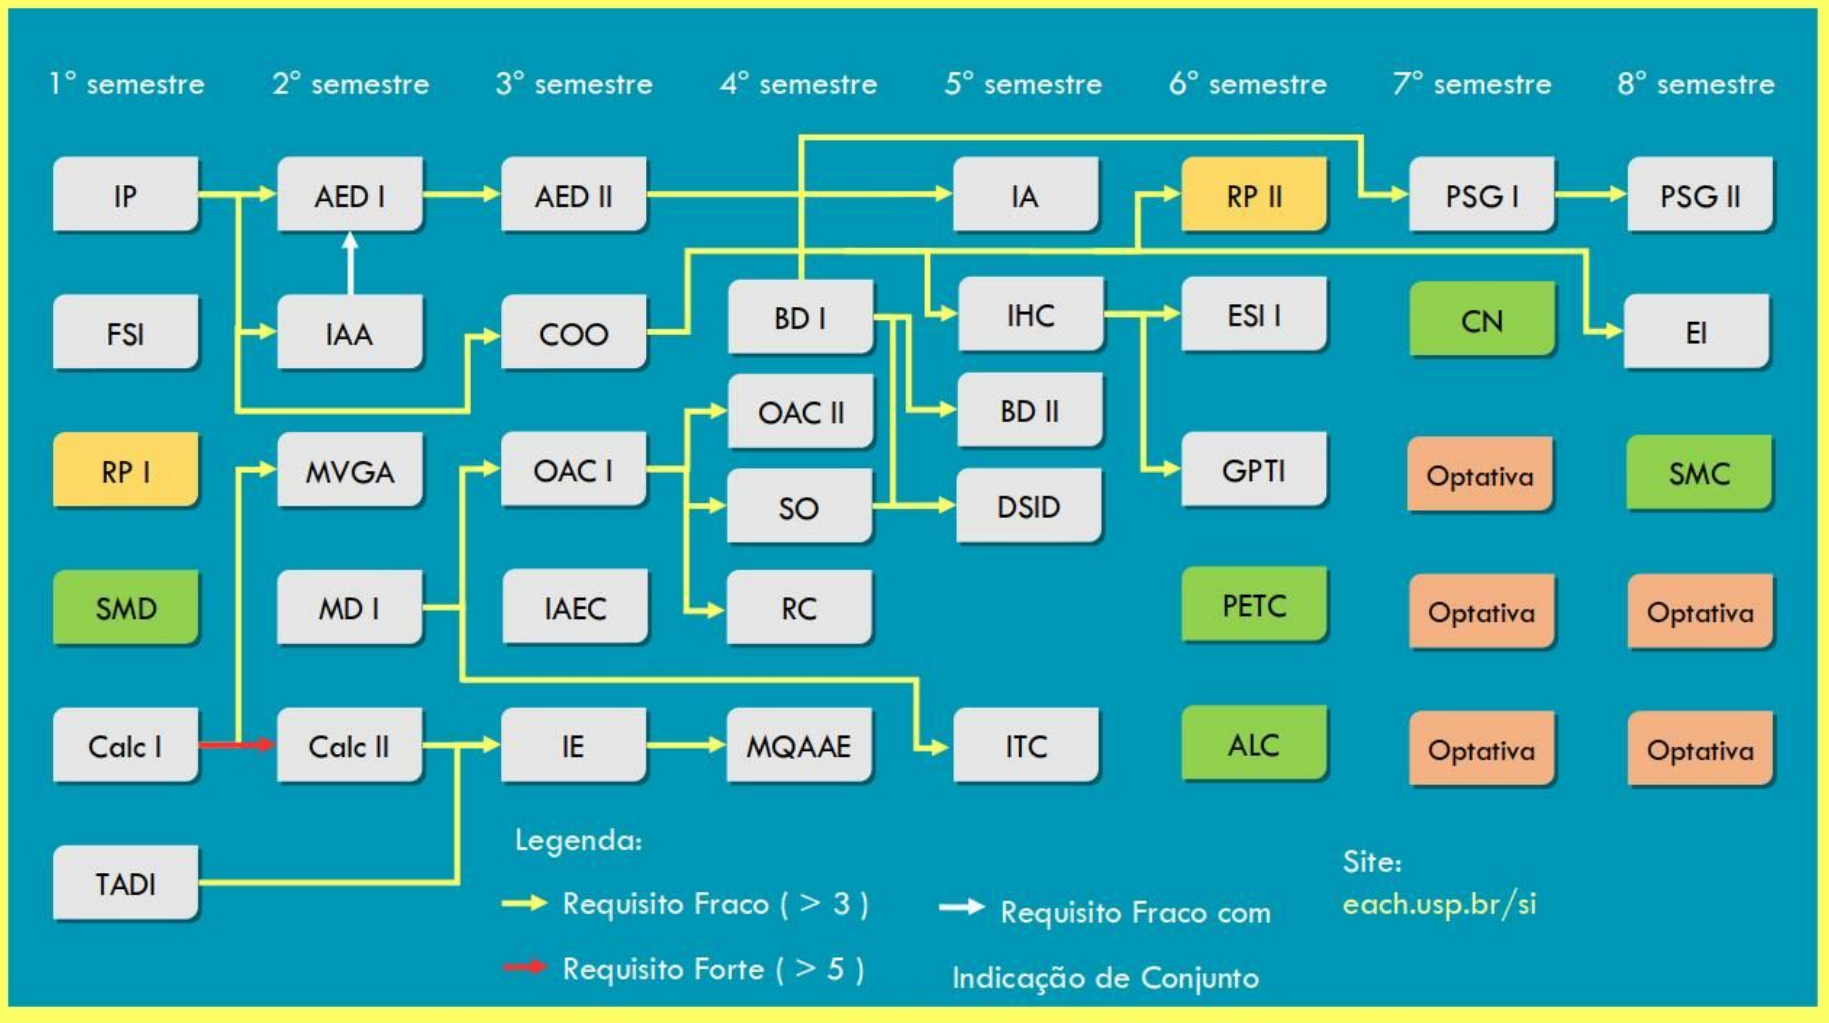 1° semestre 2° semestre 3° semestre 4° semestre 5° semestre 6° semestre 7° semestre 8° semestre
IP AED I AED II IA RP II PSG I PSG II
FSI IAA COO BD I IHC ESI I CN EI
OAC II BD II
RP I MVGA OAC I SO DSID GPTI Optativa SMC
SMD MD I IAEC RC PETC Optativa Optativa
Calc I Calc II IE MQAAE ITC ALC Optativa Optativa
TADI
Legenda:
Requisito Fraco ( > 3 )
Requisito Forte ( > 5 )
Requisito Fraco com
Indicação de Conjunto
Site:
each.usp.br/si